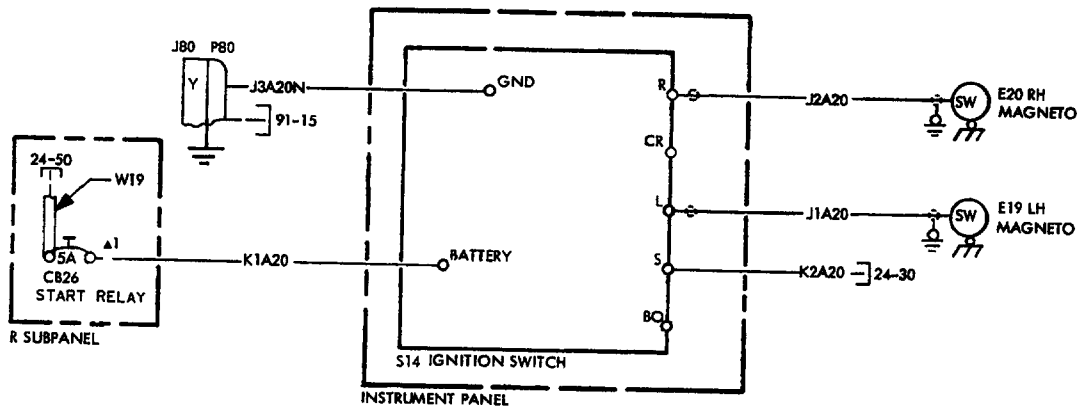 J80 P80
Y
J3A20N
91-15
GND
R
J2A20
SW
E20 RH
MAGNETO
CR
24-50
W19
L
J1A20
SW
E19 LH
MAGNETO
▲1
5A
K1A20
BATTERY
S
K2A20
24-30
CB26
START RELAY
BO
R SUBPANEL
S14 IGNITION SWITCH
INSTRUMENT PANEL